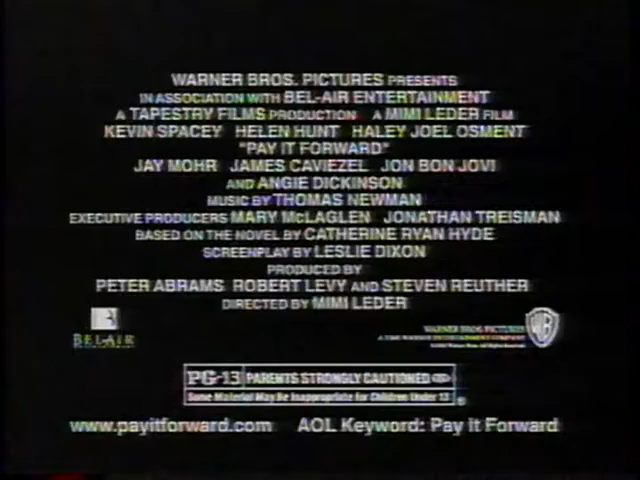 WARNER BROS. PICTURES PRESENTS
IN ASSOCIATION WITH BEL-AIR ENTERTAINMENT
A TAPESTRY FILMS PRODUCTION A MIMI LEDER FILM
KEVIN SPACEY HELEN HUNT HALEY JOEL OSMENT
"PAY IT FORWARD"
JAY MOHR JAMES CAVIEZEL JON BON JOVI
AND ANGIE DICKINSON
MUSIC BY THOMAS NEWMAN
EXECUTIVE PRODUCERS MARY McLAGLEN JONATHAN TREISMAN
BASED ON THE NOVEL BY CATHERINE RYAN HYDE
SCREENPLAY BY LESLIE DIXON
PRODUCED BY
PETER ABRAMS ROBERT LEVY AND STEVEN REUTHER
DIRECTED BY MIMI LEDER
BEL-AIR
WARNER BROS. PICTURES
A TIME WARNER ENTERTAINMENT COMPANY
WB
PG-13 PARENTS STRONGLY CAUTIONED
Some Material May Be Inappropriate for Children Under 13
®
www.payitforward.com AOL Keyword: Pay It Forward